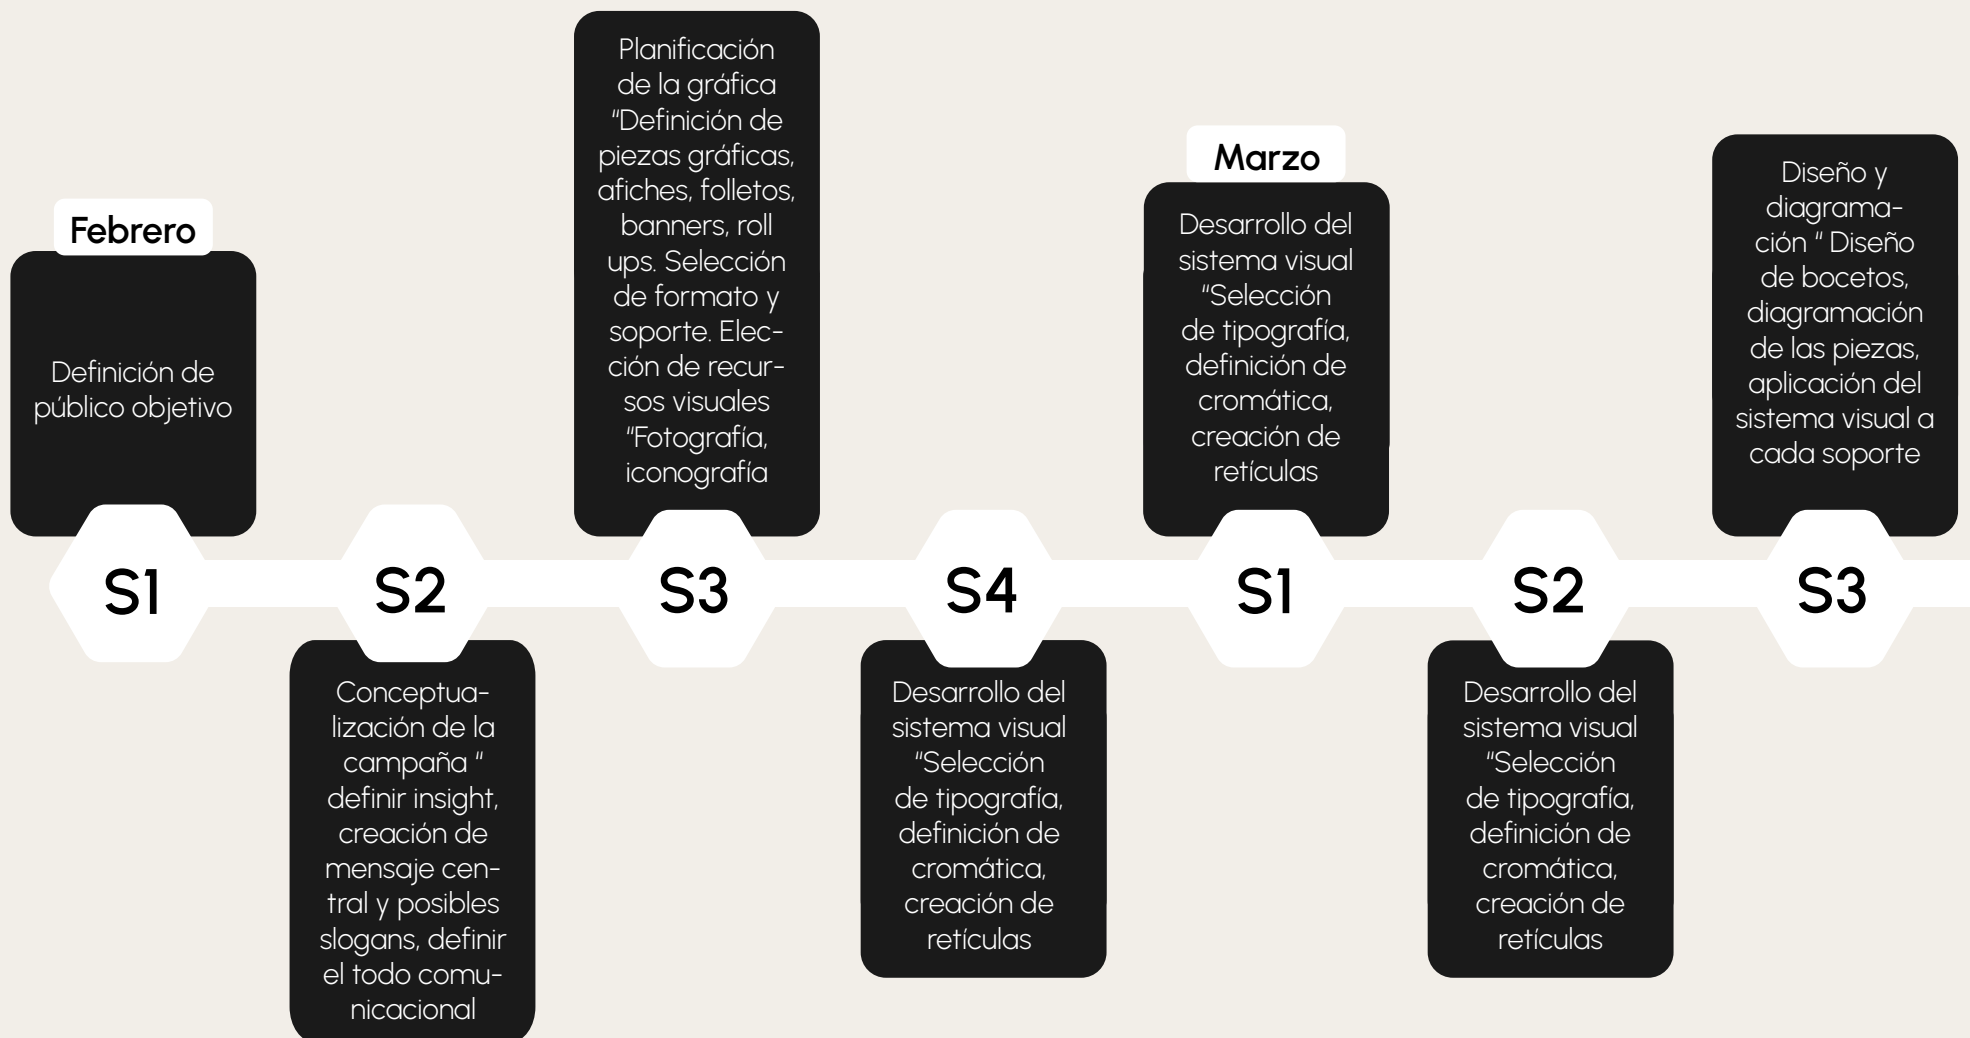 Febrero
Definición de
público objetivo
S1
S2
Conceptua-
lización de la
campaña “
definir insight,
creación de
mensaje cen-
tral y posibles
slogans, definir
el todo comu-
nicacional
Planificación
de la gráfica
“Definición de
piezas gráficas,
afiches, folletos,
banners, roll
ups. Selección
de formato y
soporte. Elec-
ción de recur-
sos visuales
“Fotografía,
iconografía
S3
S4
Desarrollo del
sistema visual
“Selección
de tipografía,
definición de
cromática,
creación de
retículas
Marzo
Desarrollo del
sistema visual
“Selección
de tipografía,
definición de
cromática,
creación de
retículas
S1
S2
Desarrollo del
sistema visual
“Selección
de tipografía,
definición de
cromática,
creación de
retículas
Diseño y
diagrama-
ción “ Diseño
de bocetos,
diagramación
de las piezas,
aplicación del
sistema visual a
cada soporte
S3